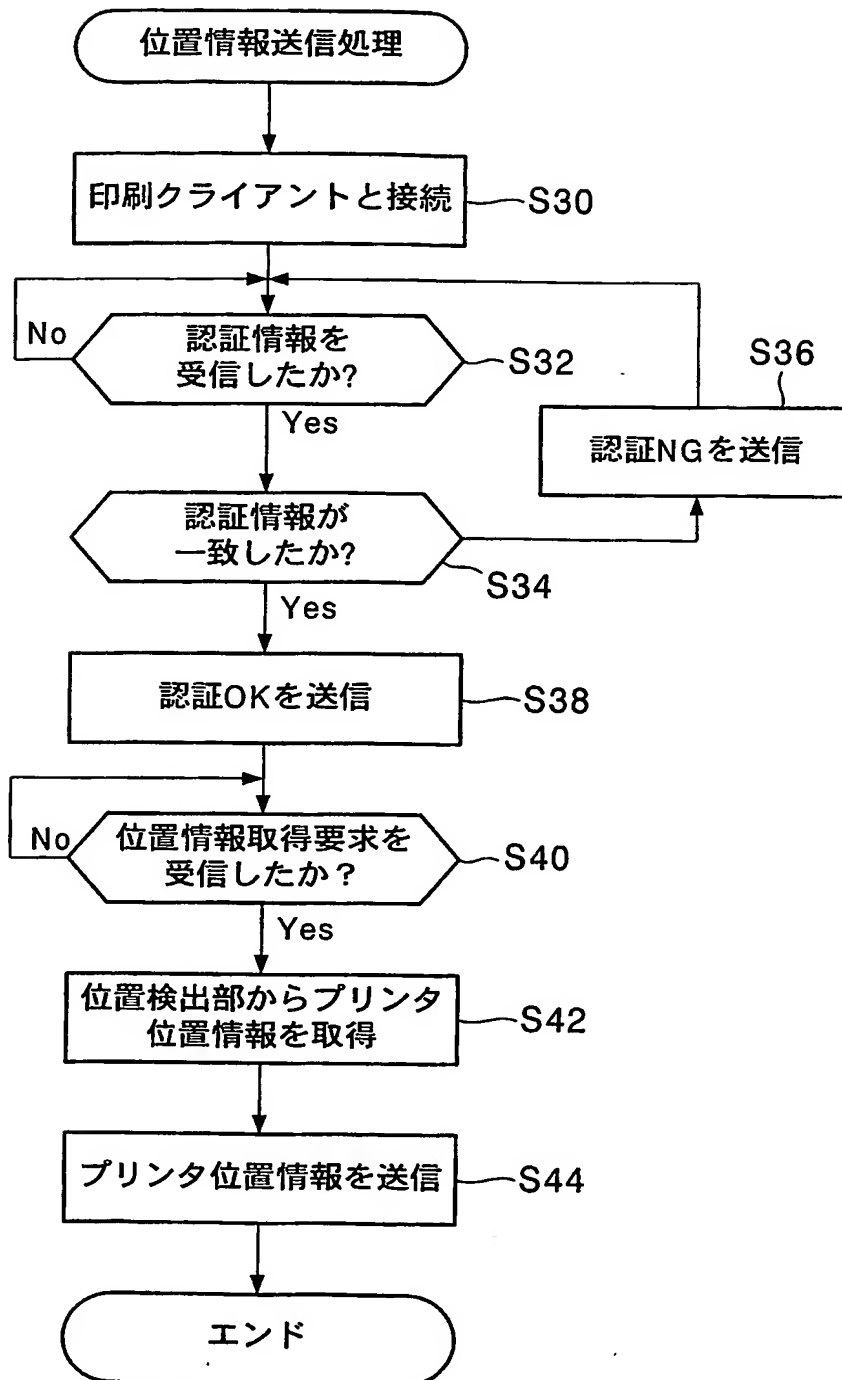 位置情報送信処理
印刷クライアントと接続
S30
No
認証情報を
受信したか?
S32
S36
Yes
認証NGを送信
認証情報が
一致したか?
S34
Yes
認証OKを送信
S38
No
位置情報取得要求を
受信したか？
S40
Yes
位置検出部からプリンタ
位置情報を取得
S42
プリンタ位置情報を送信
S44
エンド